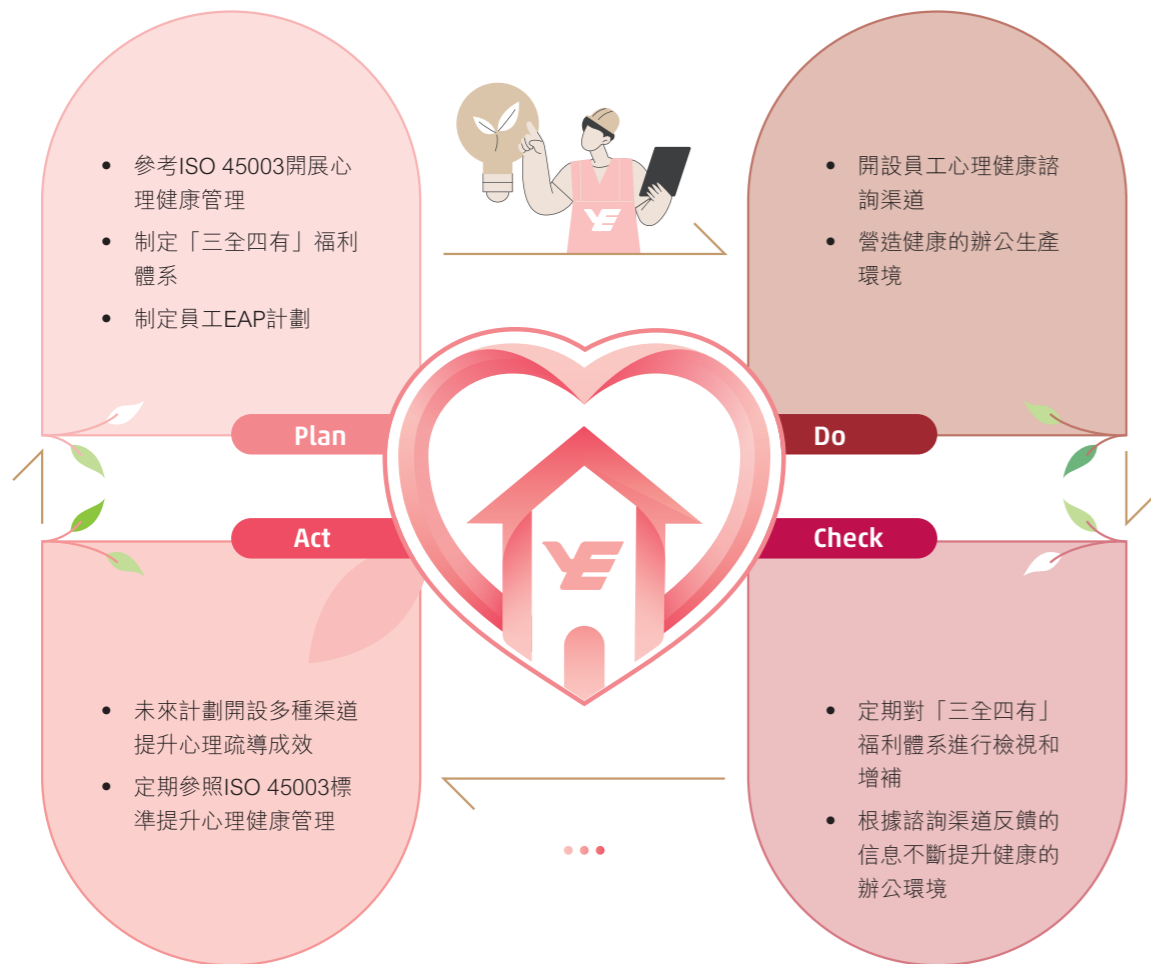 • 參考ISO 45003開展心
理健康管理
• 制定「三全四有」福利
體系
• 制定員工EAP計劃
Plan
YE
• 開設員工心理健康諮
詢渠道
• 營造健康的辦公生產
環境
Do
YE
Act
• 未來計劃開設多種渠道
提升心理疏導成效
• 定期參照ISO 45003標
準提升心理健康管理
Check
• 定期對「三全四有」
福利體系進行檢視和
增補
• 根據諮詢渠道反饋的
信息不斷提升健康的
辦公環境